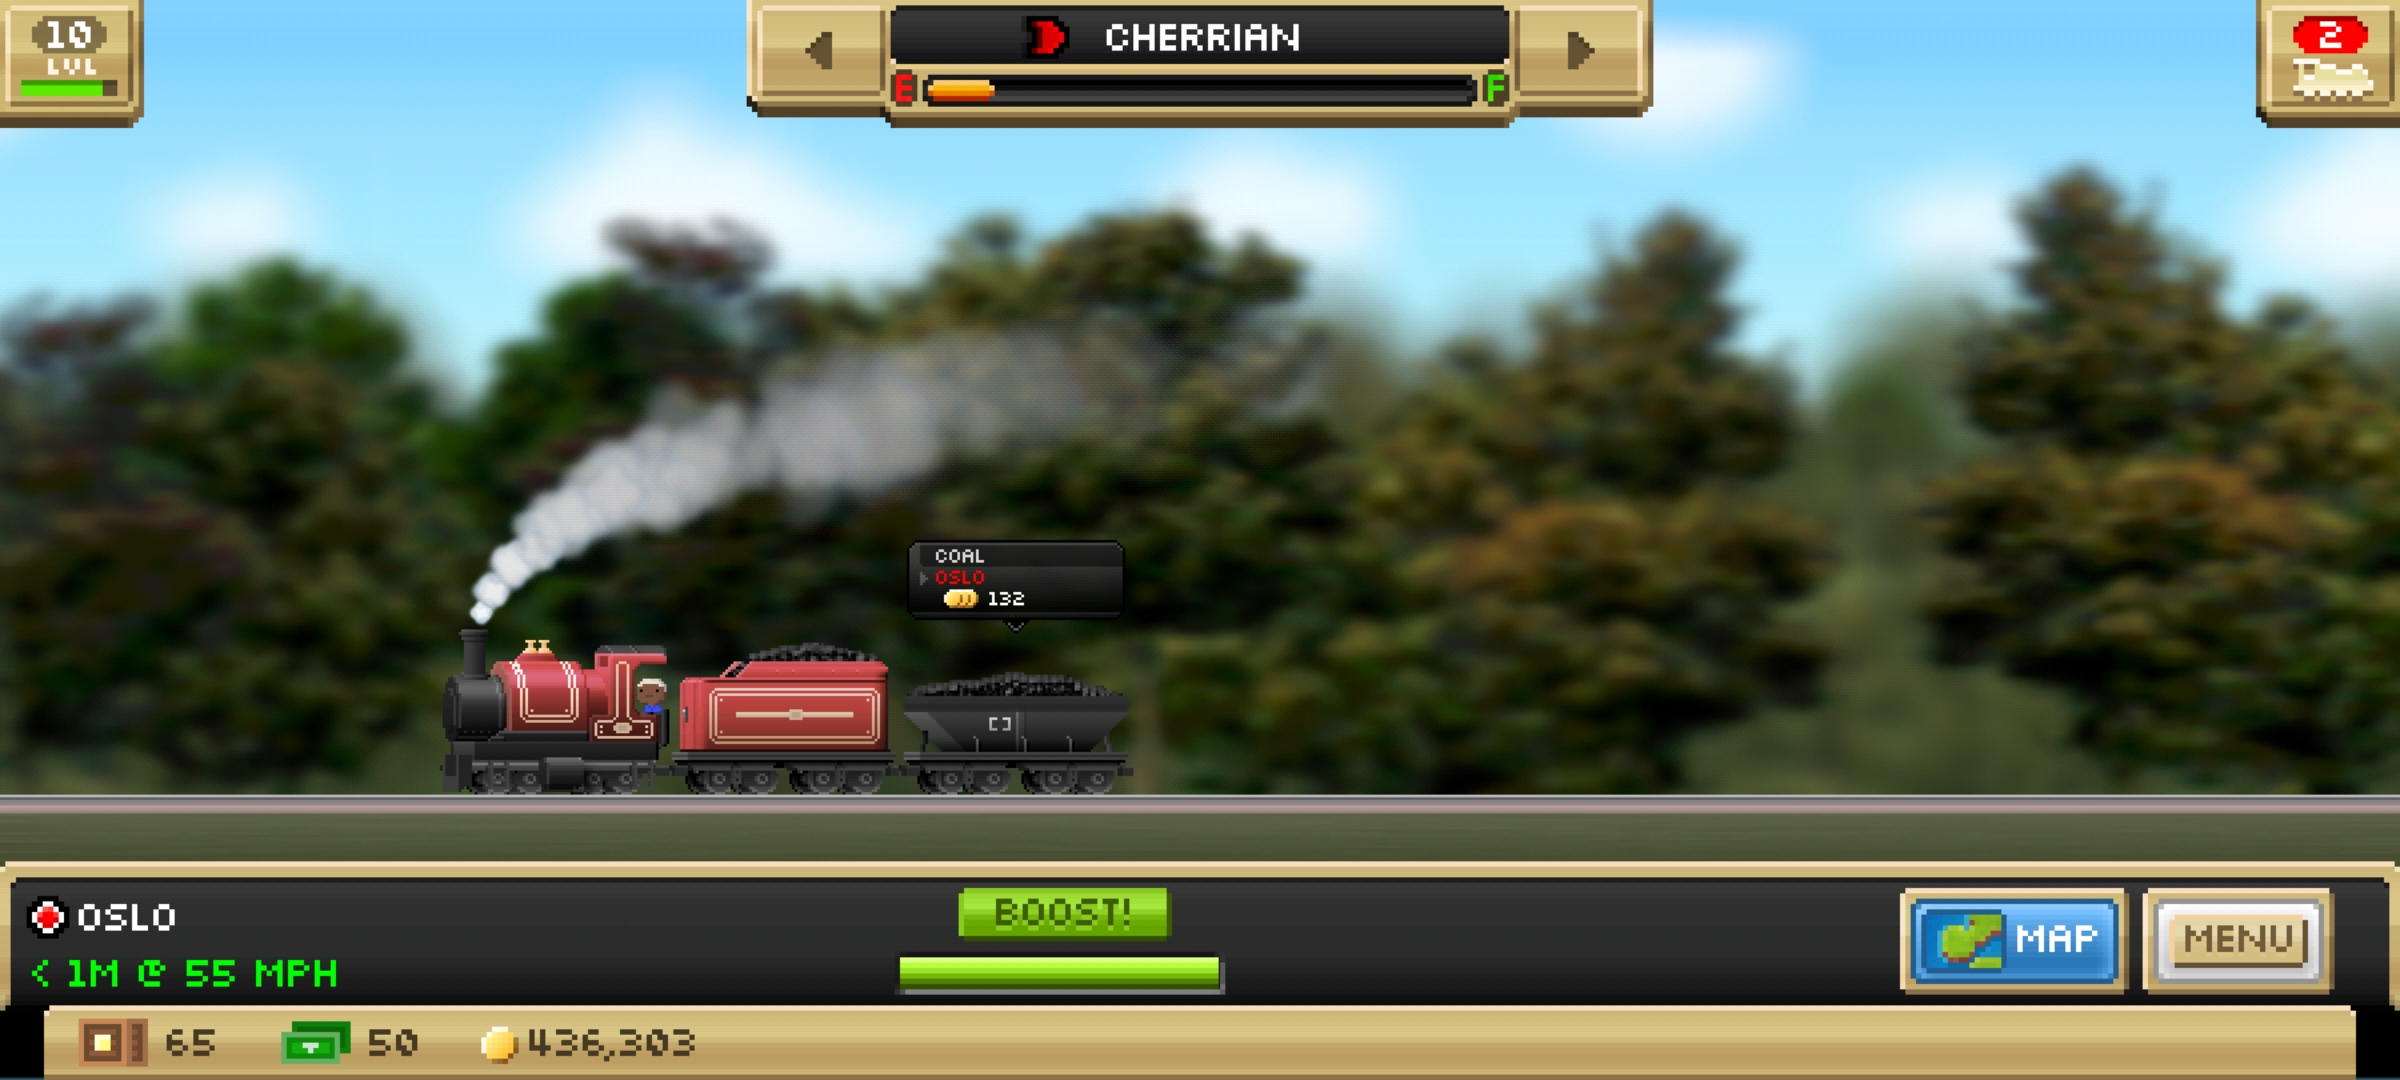 10
LVL
CHERRIAN
E F
2
COAL
OSLO
132
OSLO
< 1M @ 55 MPH
BOOST!
MAP
MENU
65
50
436,303